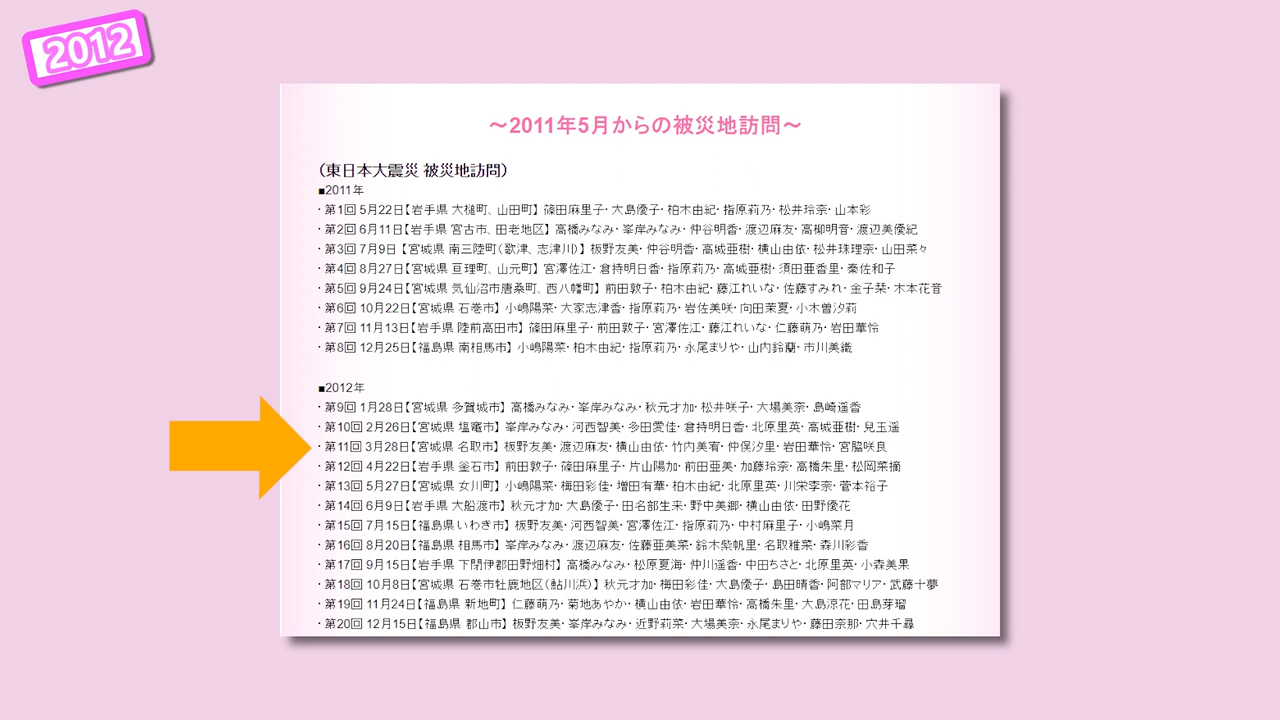 2012
～2011年5月からの被災地訪問～
（東日本大震災 被災地訪問）
■2011年
・第1回 5月22日【岩手県 大槌町、山田町】 篠田麻里子・大島優子・柏木由紀・指原莉乃・松井玲奈・山本彩
・第2回 6月11日【岩手県 宮古市、田老地区】 高橋みなみ・峯岸みなみ・仲谷明香・渡辺麻友・高柳明音・渡辺美優紀
・第3回 7月9日 【宮城県 南三陸町（歌津、志津川）】 板野友美・仲谷明香・高城亜樹・横山由依・松井珠理奈・山田菜々
・第4回 8月27日【宮城県 亘理町、山元町】 宮澤佐江・倉持明日香・指原莉乃・高城亜樹・須田亜香里・秦佐和子
・第5回 9月24日【宮城県 気仙沼市唐桑町、西八幡町】 前田敦子・柏木由紀・藤江れいな・佐藤すみれ・金子栞・木本花音
・第6回 10月22日【宮城県 石巻市】 小嶋陽菜・大家志津香・指原莉乃・岩佐美咲・向田茉夏・小木曽汐莉
・第7回 11月13日【岩手県 陸前高田市】 篠田麻里子・前田敦子・宮澤佐江・藤江れいな・仁藤萌乃・岩田華怜
・第8回 12月25日【福島県 南相馬市】 小嶋陽菜・柏木由紀・指原莉乃・永尾まりや・山内鈴蘭・市川美織
■2012年
・第9回 1月28日【宮城県 多賀城市】 高橋みなみ・峯岸みなみ・秋元才加・松井咲子・大場美奈・島崎遥香
・第10回 2月26日【宮城県 塩竈市】 峯岸みなみ・河西智美・多田愛佳・倉持明日香・北原里英・高城亜樹・兒玉遥
・第11回 3月28日【宮城県 名取市】 板野友美・渡辺麻友・横山由依・竹内美宥・仲俣汐里・岩田華怜・宮脇咲良
・第12回 4月22日【岩手県 釜石市】 前田敦子・篠田麻里子・片山陽加・前田亜美・加藤玲奈・高橋朱里・松岡菜摘
・第13回 5月27日【宮城県 女川町】 小嶋陽菜・梅田彩佳・増田有華・柏木由紀・北原里英・川栄李奈・菅本裕子
・第14回 6月9日【岩手県 大船渡市】 秋元才加・大島優子・田名部生来・野中美郷・横山由依・田野優花
・第15回 7月15日【福島県いわき市】 板野友美・河西智美・宮澤佐江・指原莉乃・中村麻里子・小嶋菜月
・第16回 8月20日【福島県 相馬市】 峯岸みなみ・渡辺麻友・佐藤亜美菜・鈴木紫帆里・名取稚菜・森川彩香
・第17回 9月15日【岩手県 下閉伊郡田野畑村】 高橋みなみ・松原夏海・仲川遥香・中田ちさと・北原里英・小森美果
・第18回 10月8日【宮城県 石巻市牡鹿地区（鮎川浜）】 秋元才加・梅田彩佳・大島優子・島田晴香・阿部マリア・武藤十夢
・第19回 11月24日【福島県 新地町】 仁藤萌乃・菊地あやか・横山由依・岩田華怜・高橋朱里・大島涼花・田島芽瑠
・第20回 12月15日【福島県 郡山市】 板野友美・峯岸みなみ・近野莉菜・大場美奈・永尾まりや・藤田奈那・穴井千尋